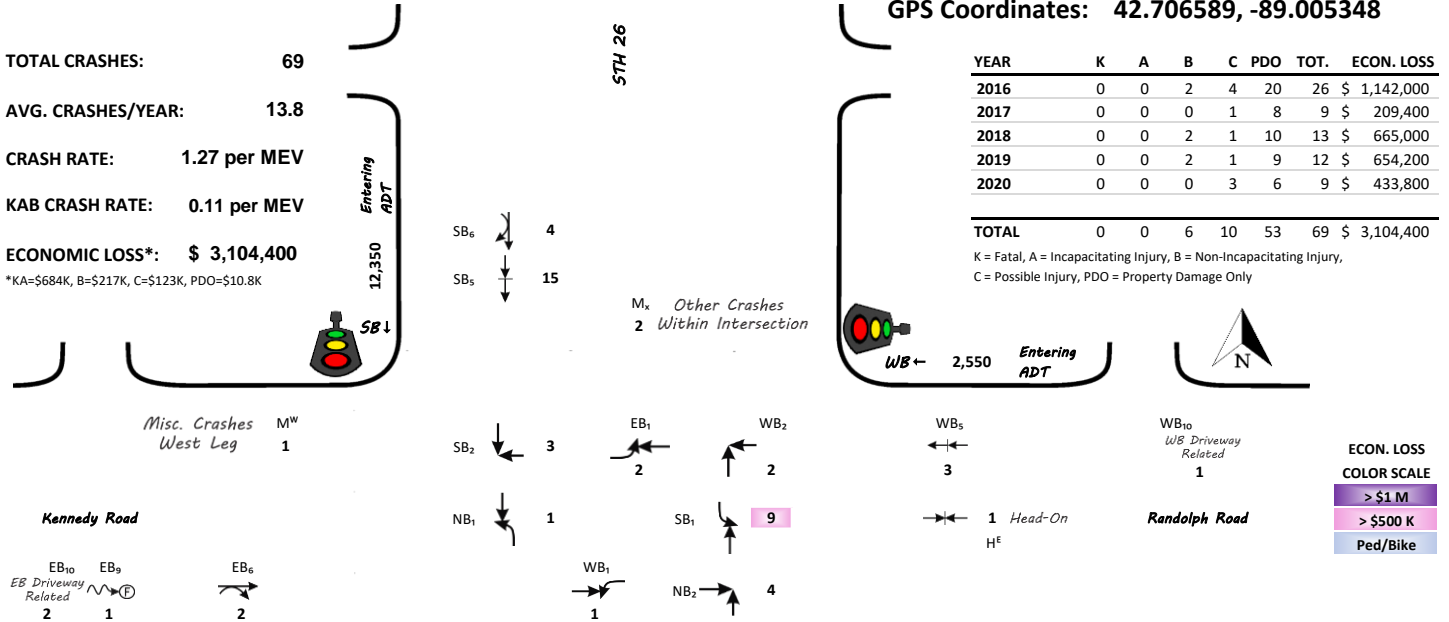 GPS Coordinates: 42.706589, -89.005348
STH 26
TOTAL CRASHES: 69
AVG. CRASHES/YEAR: 13.8
CRASH RATE: 1.27 per MEV
KAB CRASH RATE: 0.11 per MEV
ECONOMIC LOSS*: $ 3,104,400
*KA=$684K, B=$217K, C=$123K, PDO=$10.8K
YEAR K A B C PDO TOT. ECON. LOSS
2016 0 0 2 4 20 26 $ 1,142,000
2017 0 0 0 1 8 9 $ 209,400
2018 0 0 2 1 10 13 $ 665,000
2019 0 0 2 1 9 12 $ 654,200
2020 0 0 0 3 6 9 $ 433,800
TOTAL 0 0 6 10 53 69 $ 3,104,400
K = Fatal, A = Incapacitating Injury, B = Non-Incapacitating Injury,
C = Possible Injury, PDO = Property Damage Only
Entering
ADT
12,350
SB ↓
SB₆ 4
SB₅ 15
Mₓ Other Crashes
2 Within Intersection
WB ← 2,550 Entering
ADT
N
Misc. Crashes Mᵂ
West Leg 1
SB₂ 3
EB₁
2
WB₂
2
WB₅
3
WB₁₀
WB Driveway
Related
1
ECON. LOSS
COLOR SCALE
> $1 M
> $500 K
Ped/Bike
Kennedy Road
NB₁ 1
SB₁ 9
1 Head-On
Hᴱ
Randolph Road
EB₁₀
EB Driveway
Related
2
EB₉
F
1
EB₆
2
WB₁
1
NB₂ 4